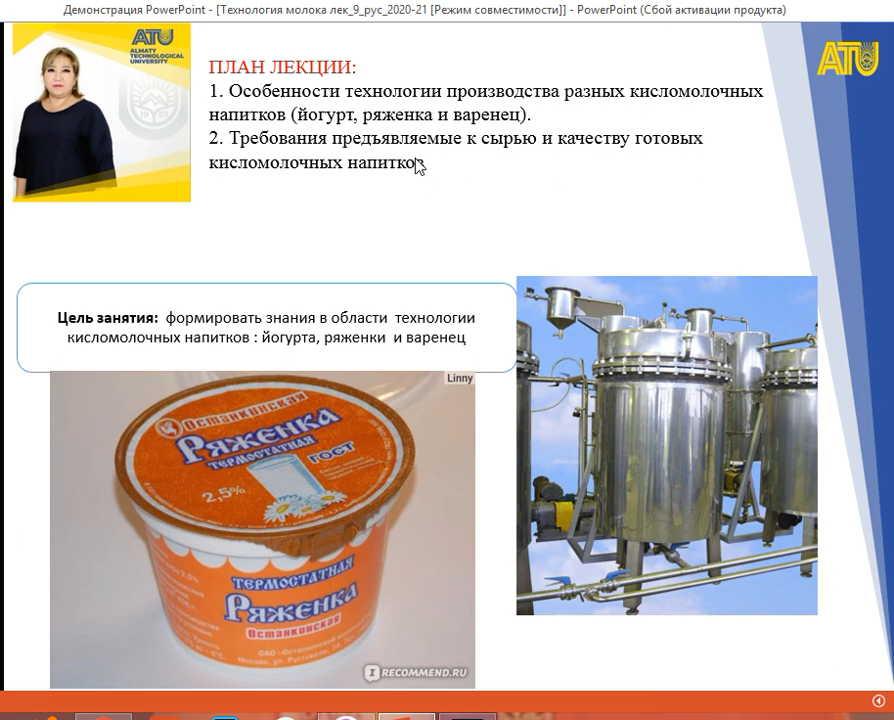 Демонстрация PowerPoint - [Технология молока лек_9_рус_2020-21 [Режим совместимости]] - PowerPoint (Сбой активации продукта)
ATU
ALMATY
TECHNOLOGICAL
UNIVERSITY
ATU
ПЛАН ЛЕКЦИИ:
1. Особенности технологии производства разных кисломолочных
напитков (йогурт, ряженка и варенец).
2. Требования предъявляемые к сырью и качеству готовых
кисломолочных напитков
Цель занятия: формировать знания в области технологии
кисломолочных напитков : йогурта, ряженки и варенец
Linny
Останкинская
Ряженка
термостатная
ГОСТ
2,5%
термостатная
Ряженка
Останкинская
IRECOMMEND.RU